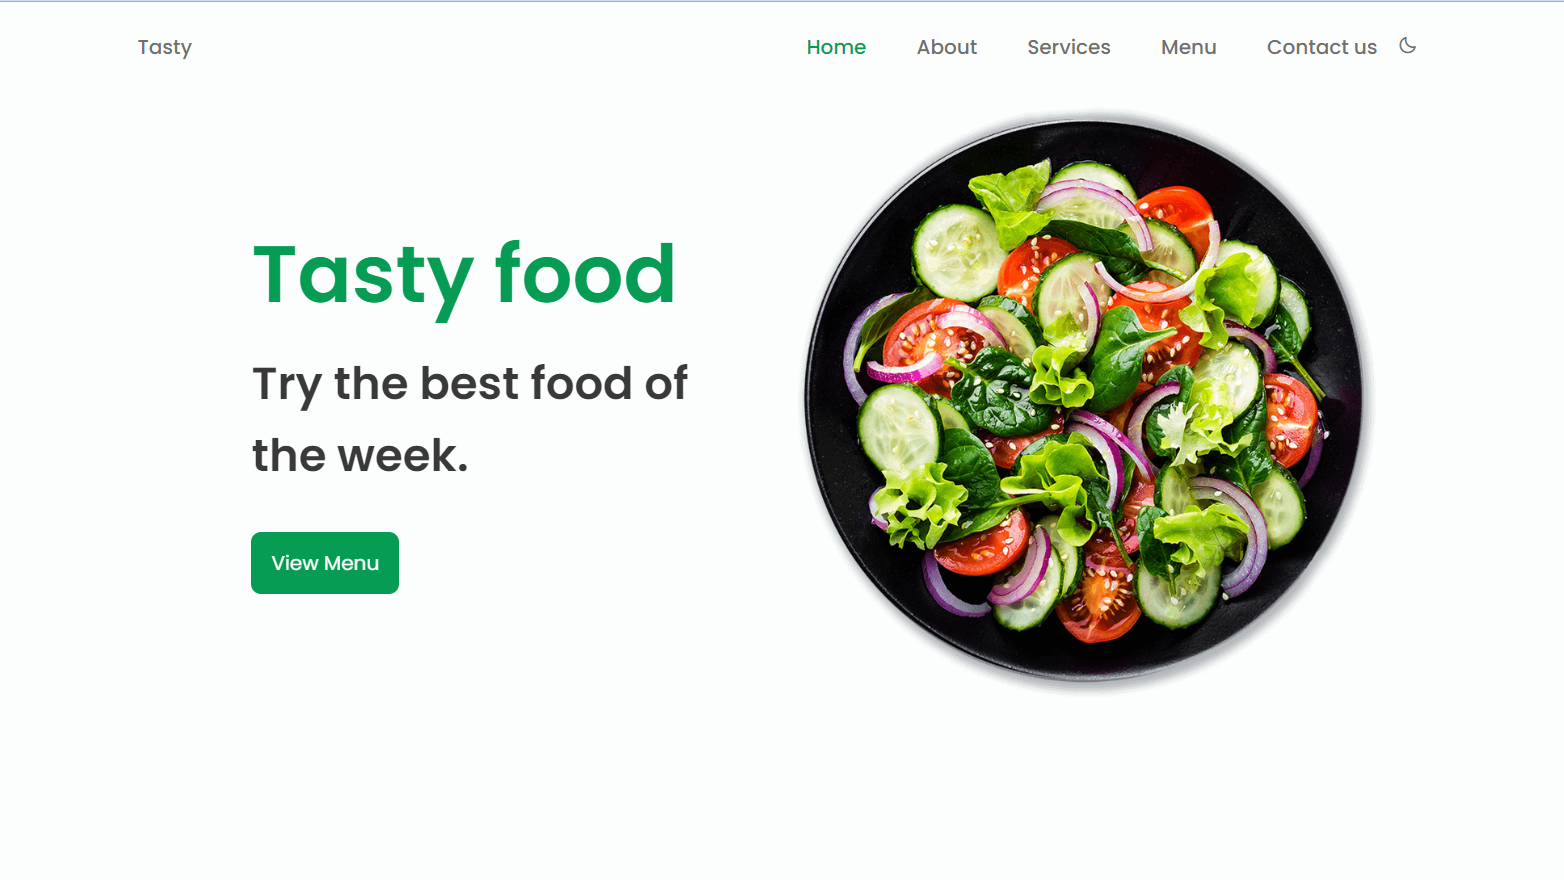 Tasty
Home About Services Menu Contact us
Tasty food
Try the best food of
the week.
View Menu